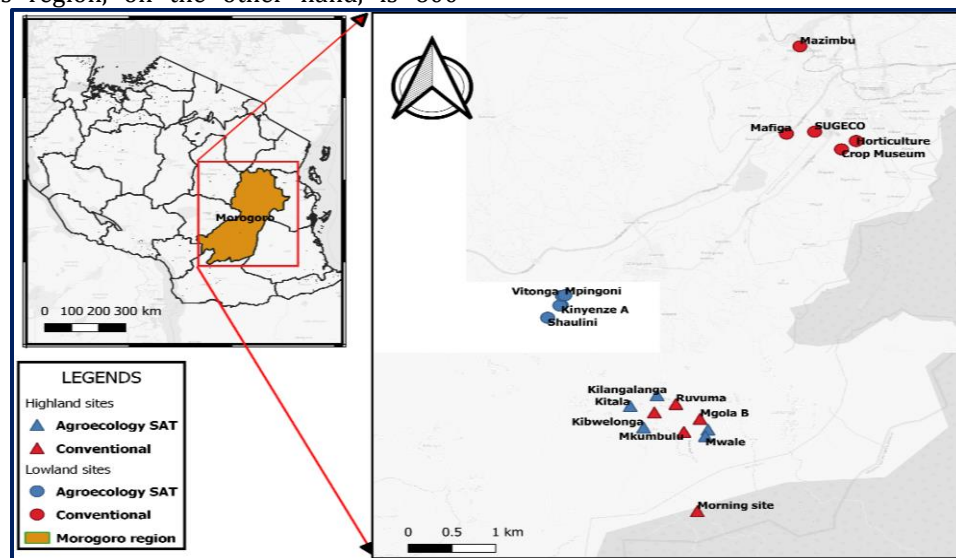 s region, on the other hand, is 600
Morogoro
0 100 200 300 km
LEGENDS
Highland sites
Agroecology SAT
Conventional
Lowland sites
Agroecology SAT
Conventional
Morogoro region
Mazimbu
Mafiga
SUGECO
Horticulture
Crop Museum
Vitonga
Mpingoni
Kinyenze A
Shaulini
Kilangalanga
Kitala
Ruvuma
Kibwelonga
Mgola B
Mkumbulu
Mwale
Morning site
0 0.5 1 km